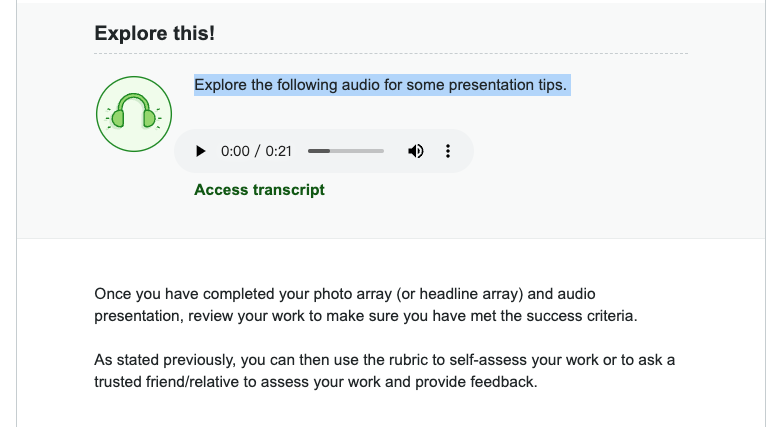 Explore this!
Explore the following audio for some presentation tips.
0:00 / 0:21
Access transcript
Once you have completed your photo array (or headline array) and audio
presentation, review your work to make sure you have met the success criteria.
As stated previously, you can then use the rubric to self-assess your work or to ask a
trusted friend/relative to assess your work and provide feedback.